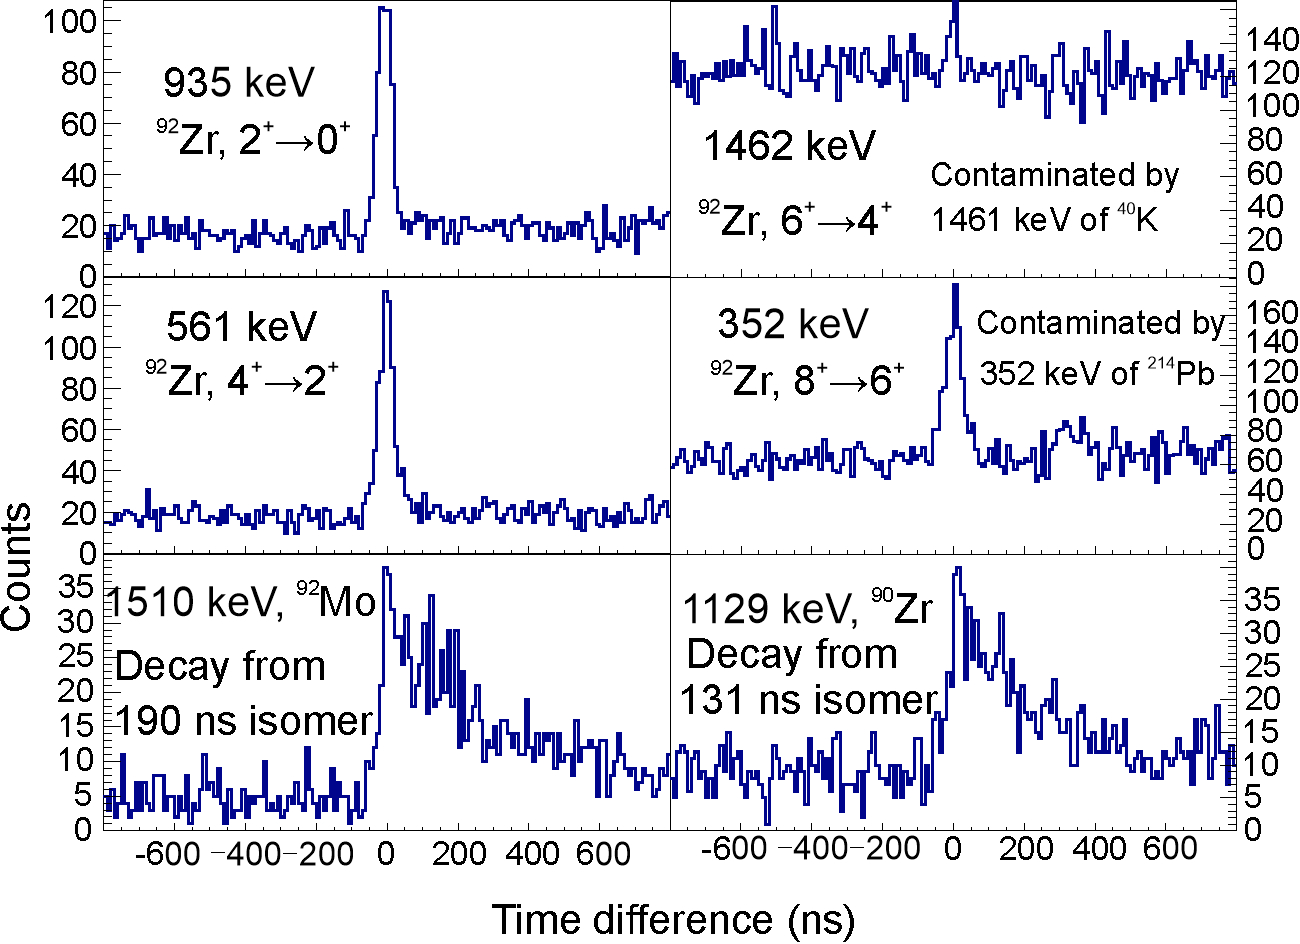 100
80
60
40
20
0
935 keV
⁹²Zr, 2⁺→0⁺
140
120
100
80
60
40
20
0
1462 keV
⁹²Zr, 6⁺→4⁺
Contaminated by
1461 keV of ⁴⁰K
120
100
80
60
40
20
0
561 keV
⁹²Zr, 4⁺→2⁺
160
140
120
100
80
60
40
20
0
352 keV
⁹²Zr, 8⁺→6⁺
Contaminated by
352 keV of ²¹⁴Pb
35
30
25
20
15
10
5
0
1510 keV, ⁹²Mo
Decay from
190 ns isomer
35
30
25
20
15
10
5
0
1129 keV, ⁹⁰Zr
Decay from
131 ns isomer
Counts
-600 -400 -200 0 200 400 600
-600 -400 -200 0 200 400 600
Time difference (ns)